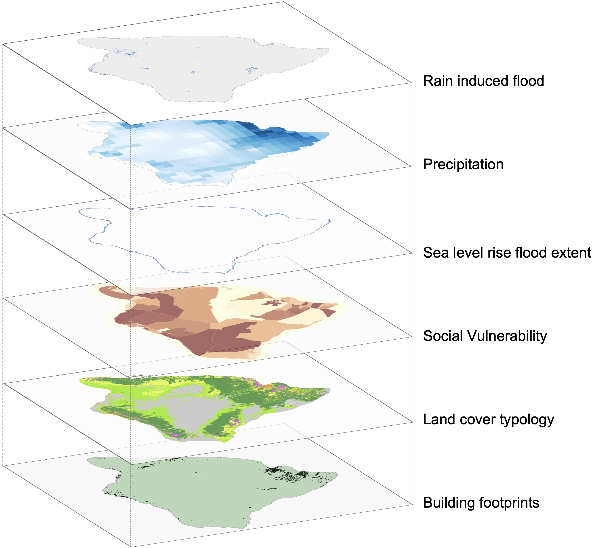 Rain induced flood
Precipitation
Sea level rise flood extent
Social Vulnerability
Land cover typology
Building footprints